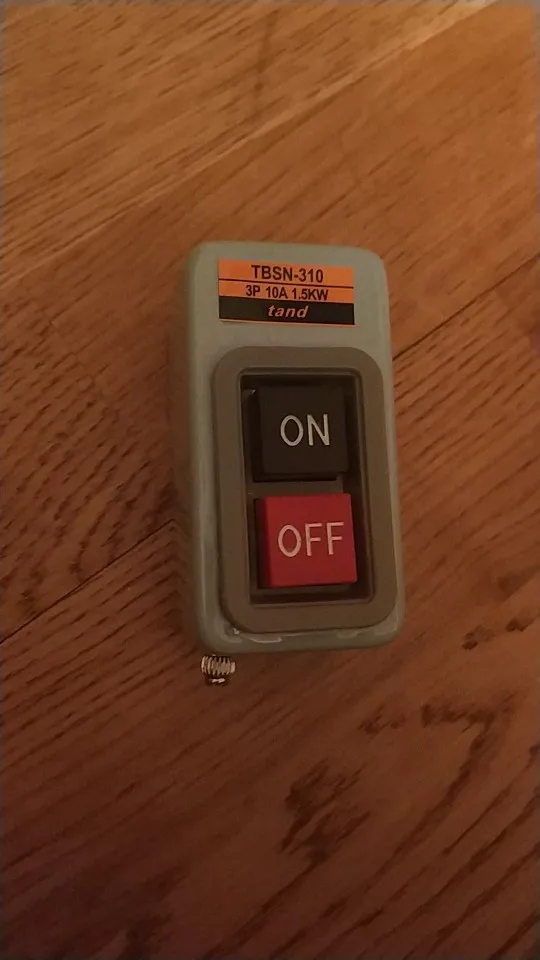 TBSN-310
3P 10A 1.5KW
tand
ON
OFF